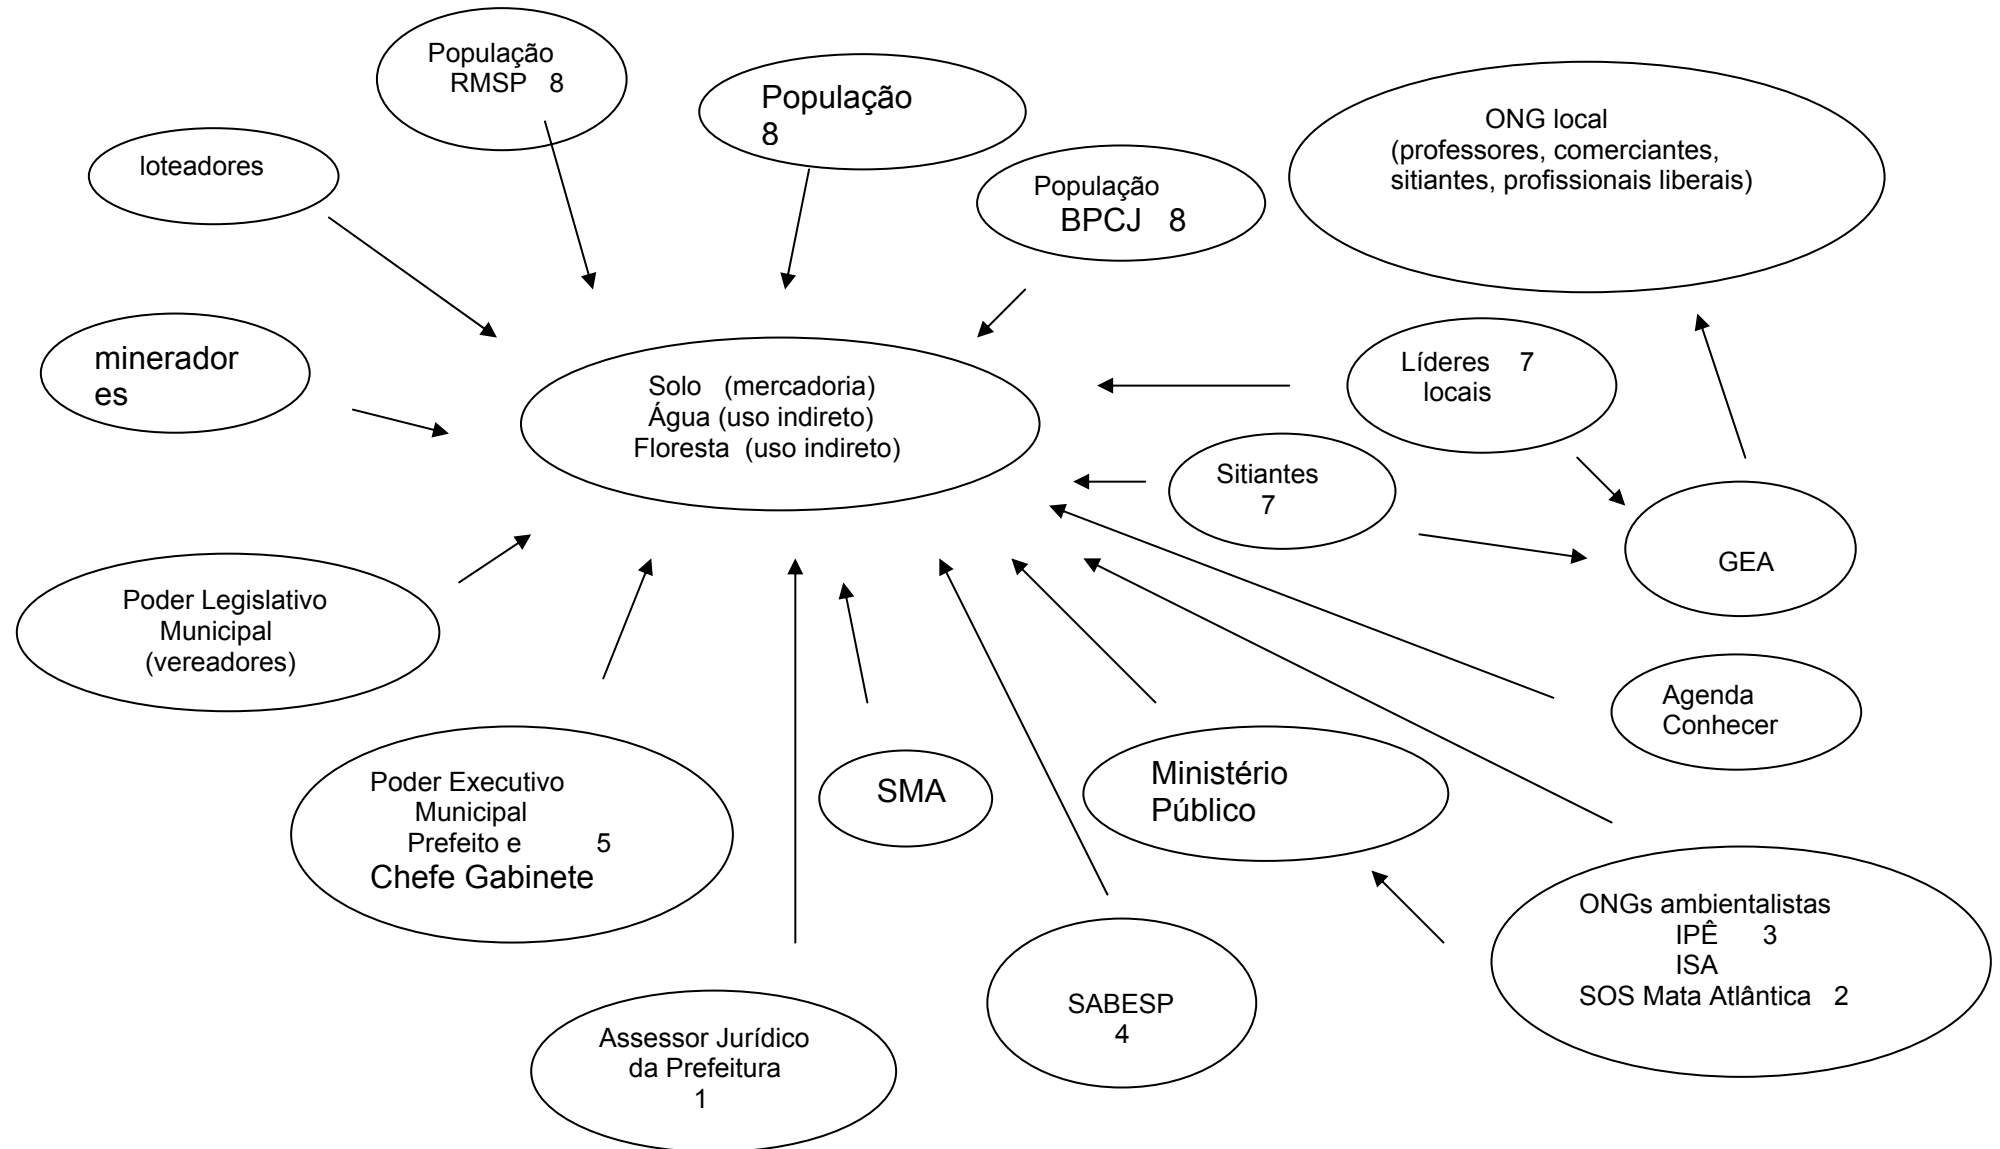 População
RMSP 8
População
8
ONG local
(professores, comerciantes,
sitiantes, profissionais liberais)
loteadores
População
BPCJ 8
minerador
es
Solo (mercadoria)
Água (uso indireto)
Floresta (uso indireto)
Líderes 7
locais
Sitiantes
7
GEA
Poder Legislativo
Municipal
(vereadores)
Agenda
Conhecer
Poder Executivo
Municipal
Prefeito e 5
Chefe Gabinete
SMA
Ministério
Público
ONGs ambientalistas
IPÊ 3
ISA
SOS Mata Atlântica 2
SABESP
4
Assessor Jurídico
da Prefeitura
1